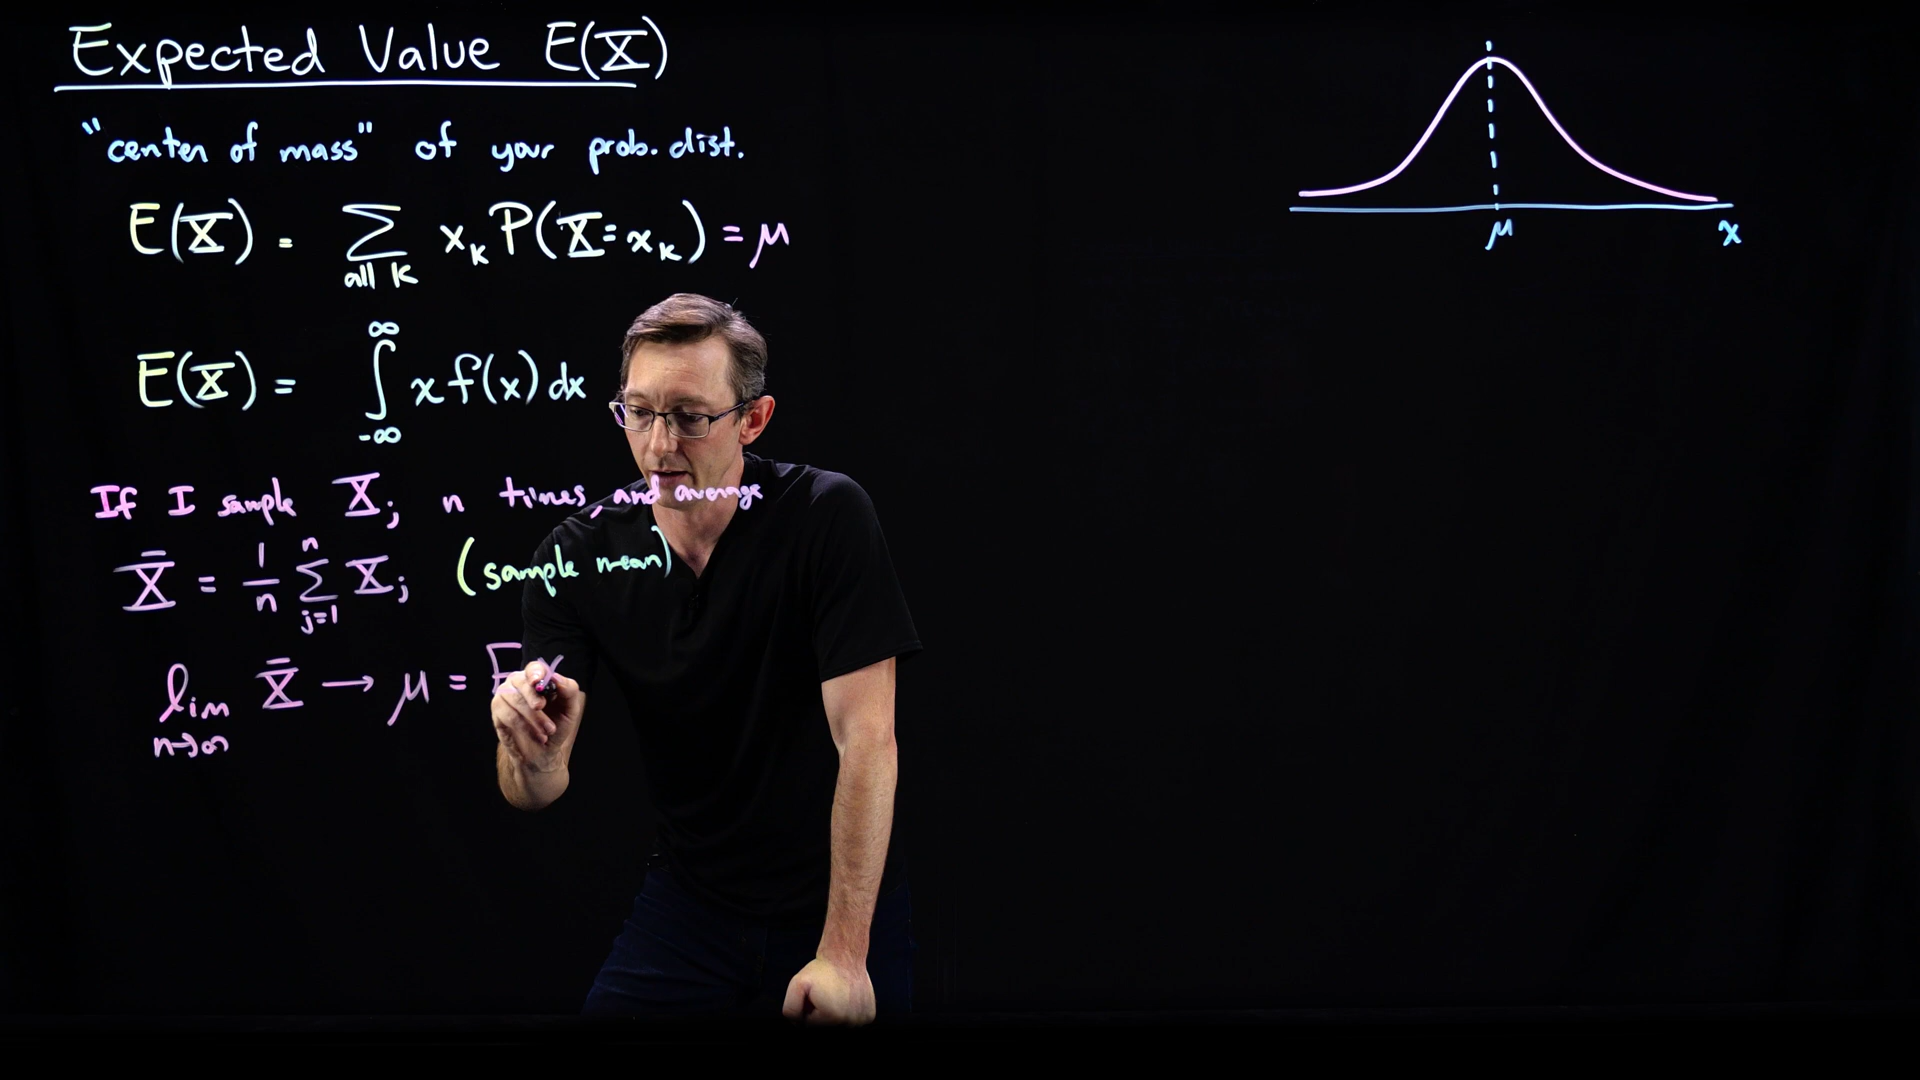 Expected Value E(X)
"center of mass" of your prob. dist.
E(X) = ∑ x_k P(X = x_k) = μ
all k
E(X) = ∫_{-∞}^{∞} x f(x) dx
If I sample X_j n times, and average
X̄ = 1/n ∑_{j=1}^{n} X_j (sample mean)
lim X̄ → μ = E
n→∞
μ x